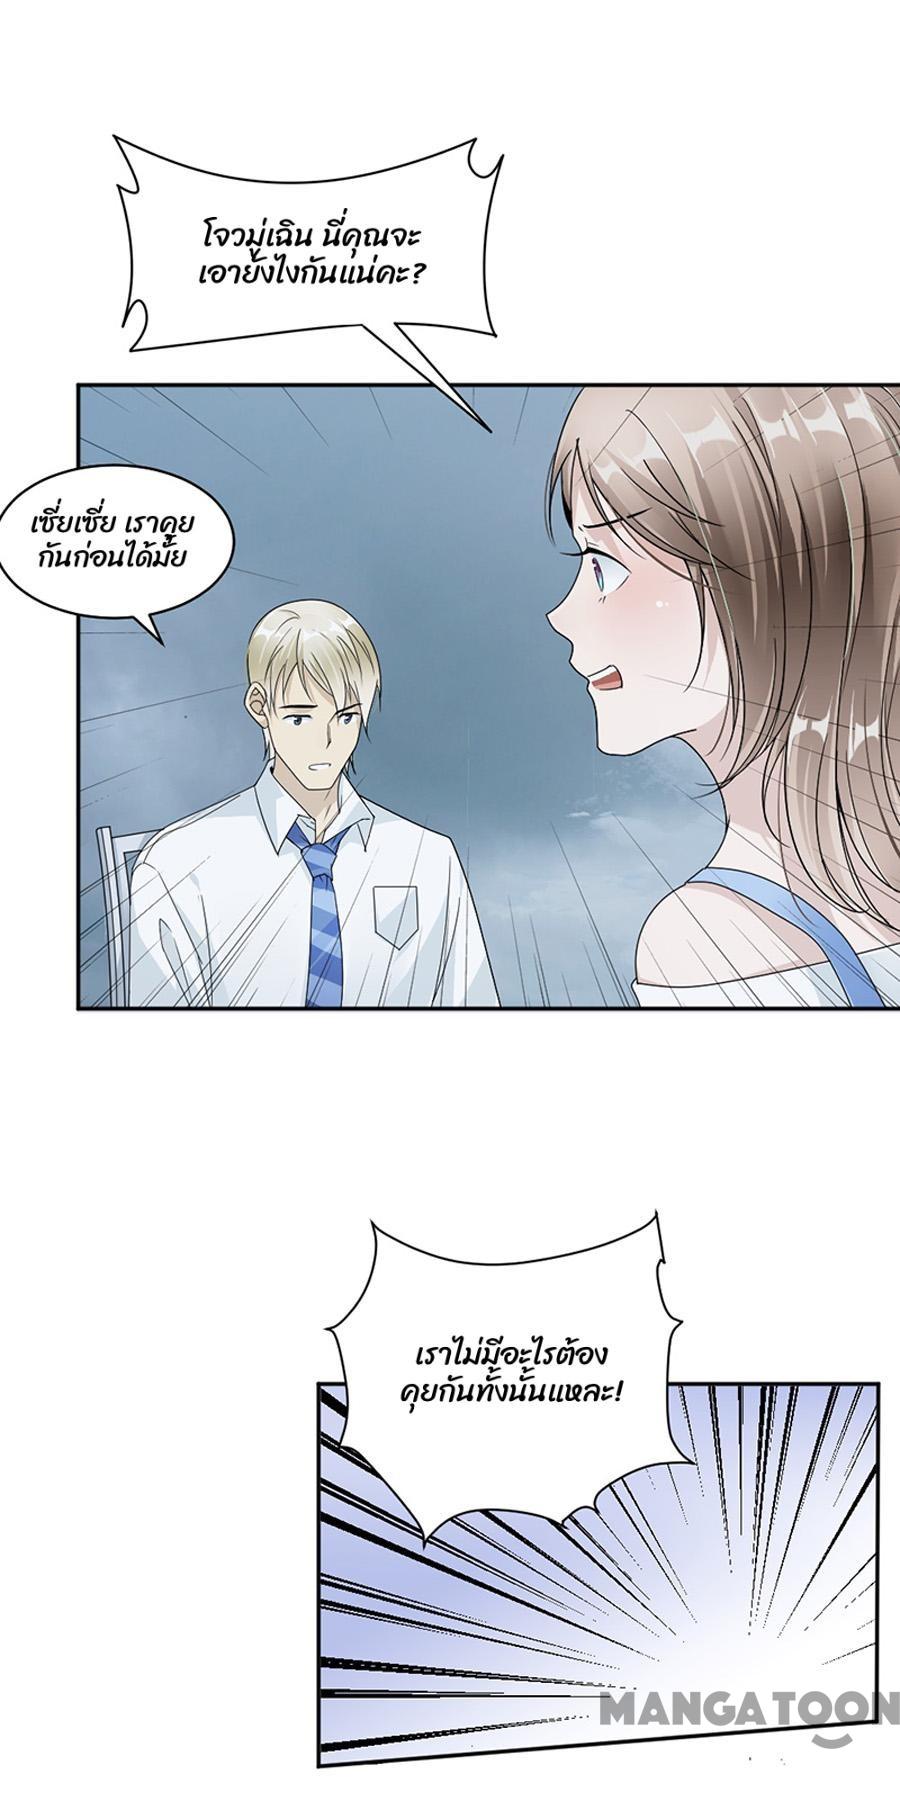 โจวมู่เฉิน นี่คุณจะ
เอายังไงกันแน่คะ?
เซี่ยเซี่ย เราคุย
กันก่อนได้มั้ย
เราไม่มีอะไรต้อง
คุยกันทั้งนั้นแหละ!
MANGATOON